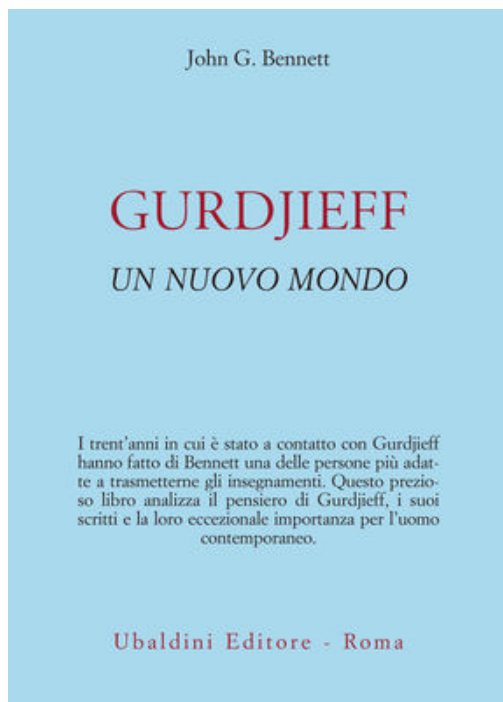 John G. Bennett
GURDJIEFF
UN NUOVO MONDO
I trent'anni in cui è stato a contatto con Gurdjieff
hanno fatto di Bennett una delle persone più adat-
te a trasmetterne gli insegnamenti. Questo prezio-
so libro analizza il pensiero di Gurdjieff, i suoi
scritti e la loro eccezionale importanza per l'uomo
contemporaneo.
Ubaldini Editore - Roma